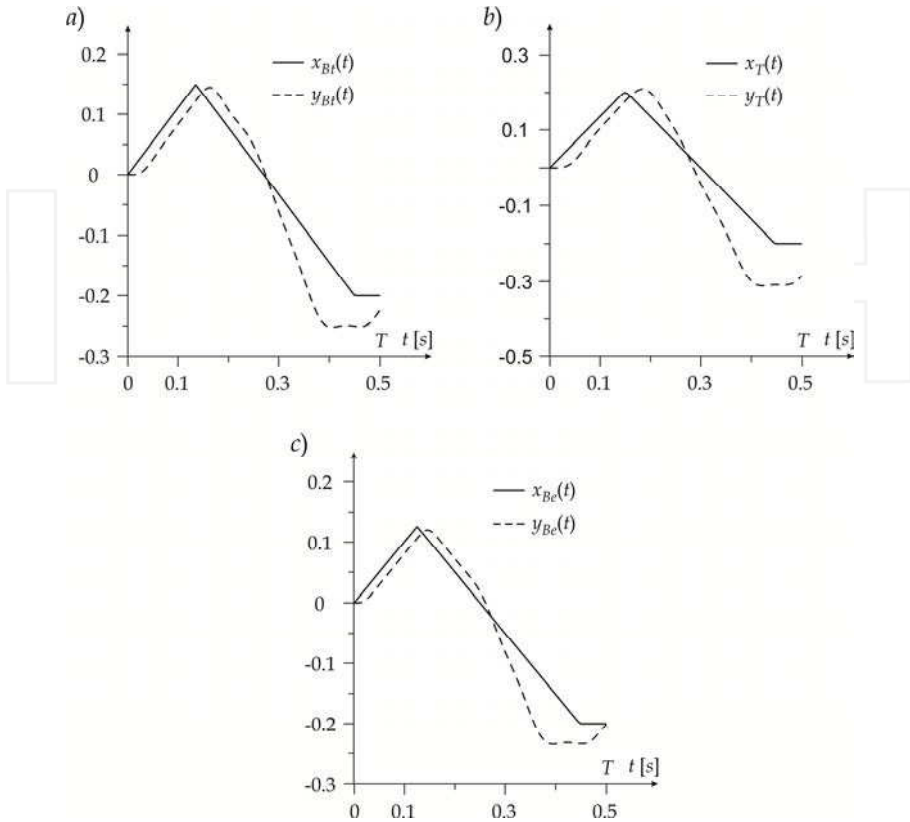 a)
0.2
0.1
0
-0.1
-0.2
-0.3
x_Bt(t)
y_Bt(t)
T t [s]
0 0.1 0.3 0.5
b)
0.3
0.1
-0.1
-0.3
-0.5
x_T(t)
y_T(t)
T t [s]
0 0.1 0.3 0.5
c)
0.2
0.1
0
-0.1
-0.2
-0.3
x_Be(t)
y_Be(t)
T t [s]
0 0.1 0.3 0.5